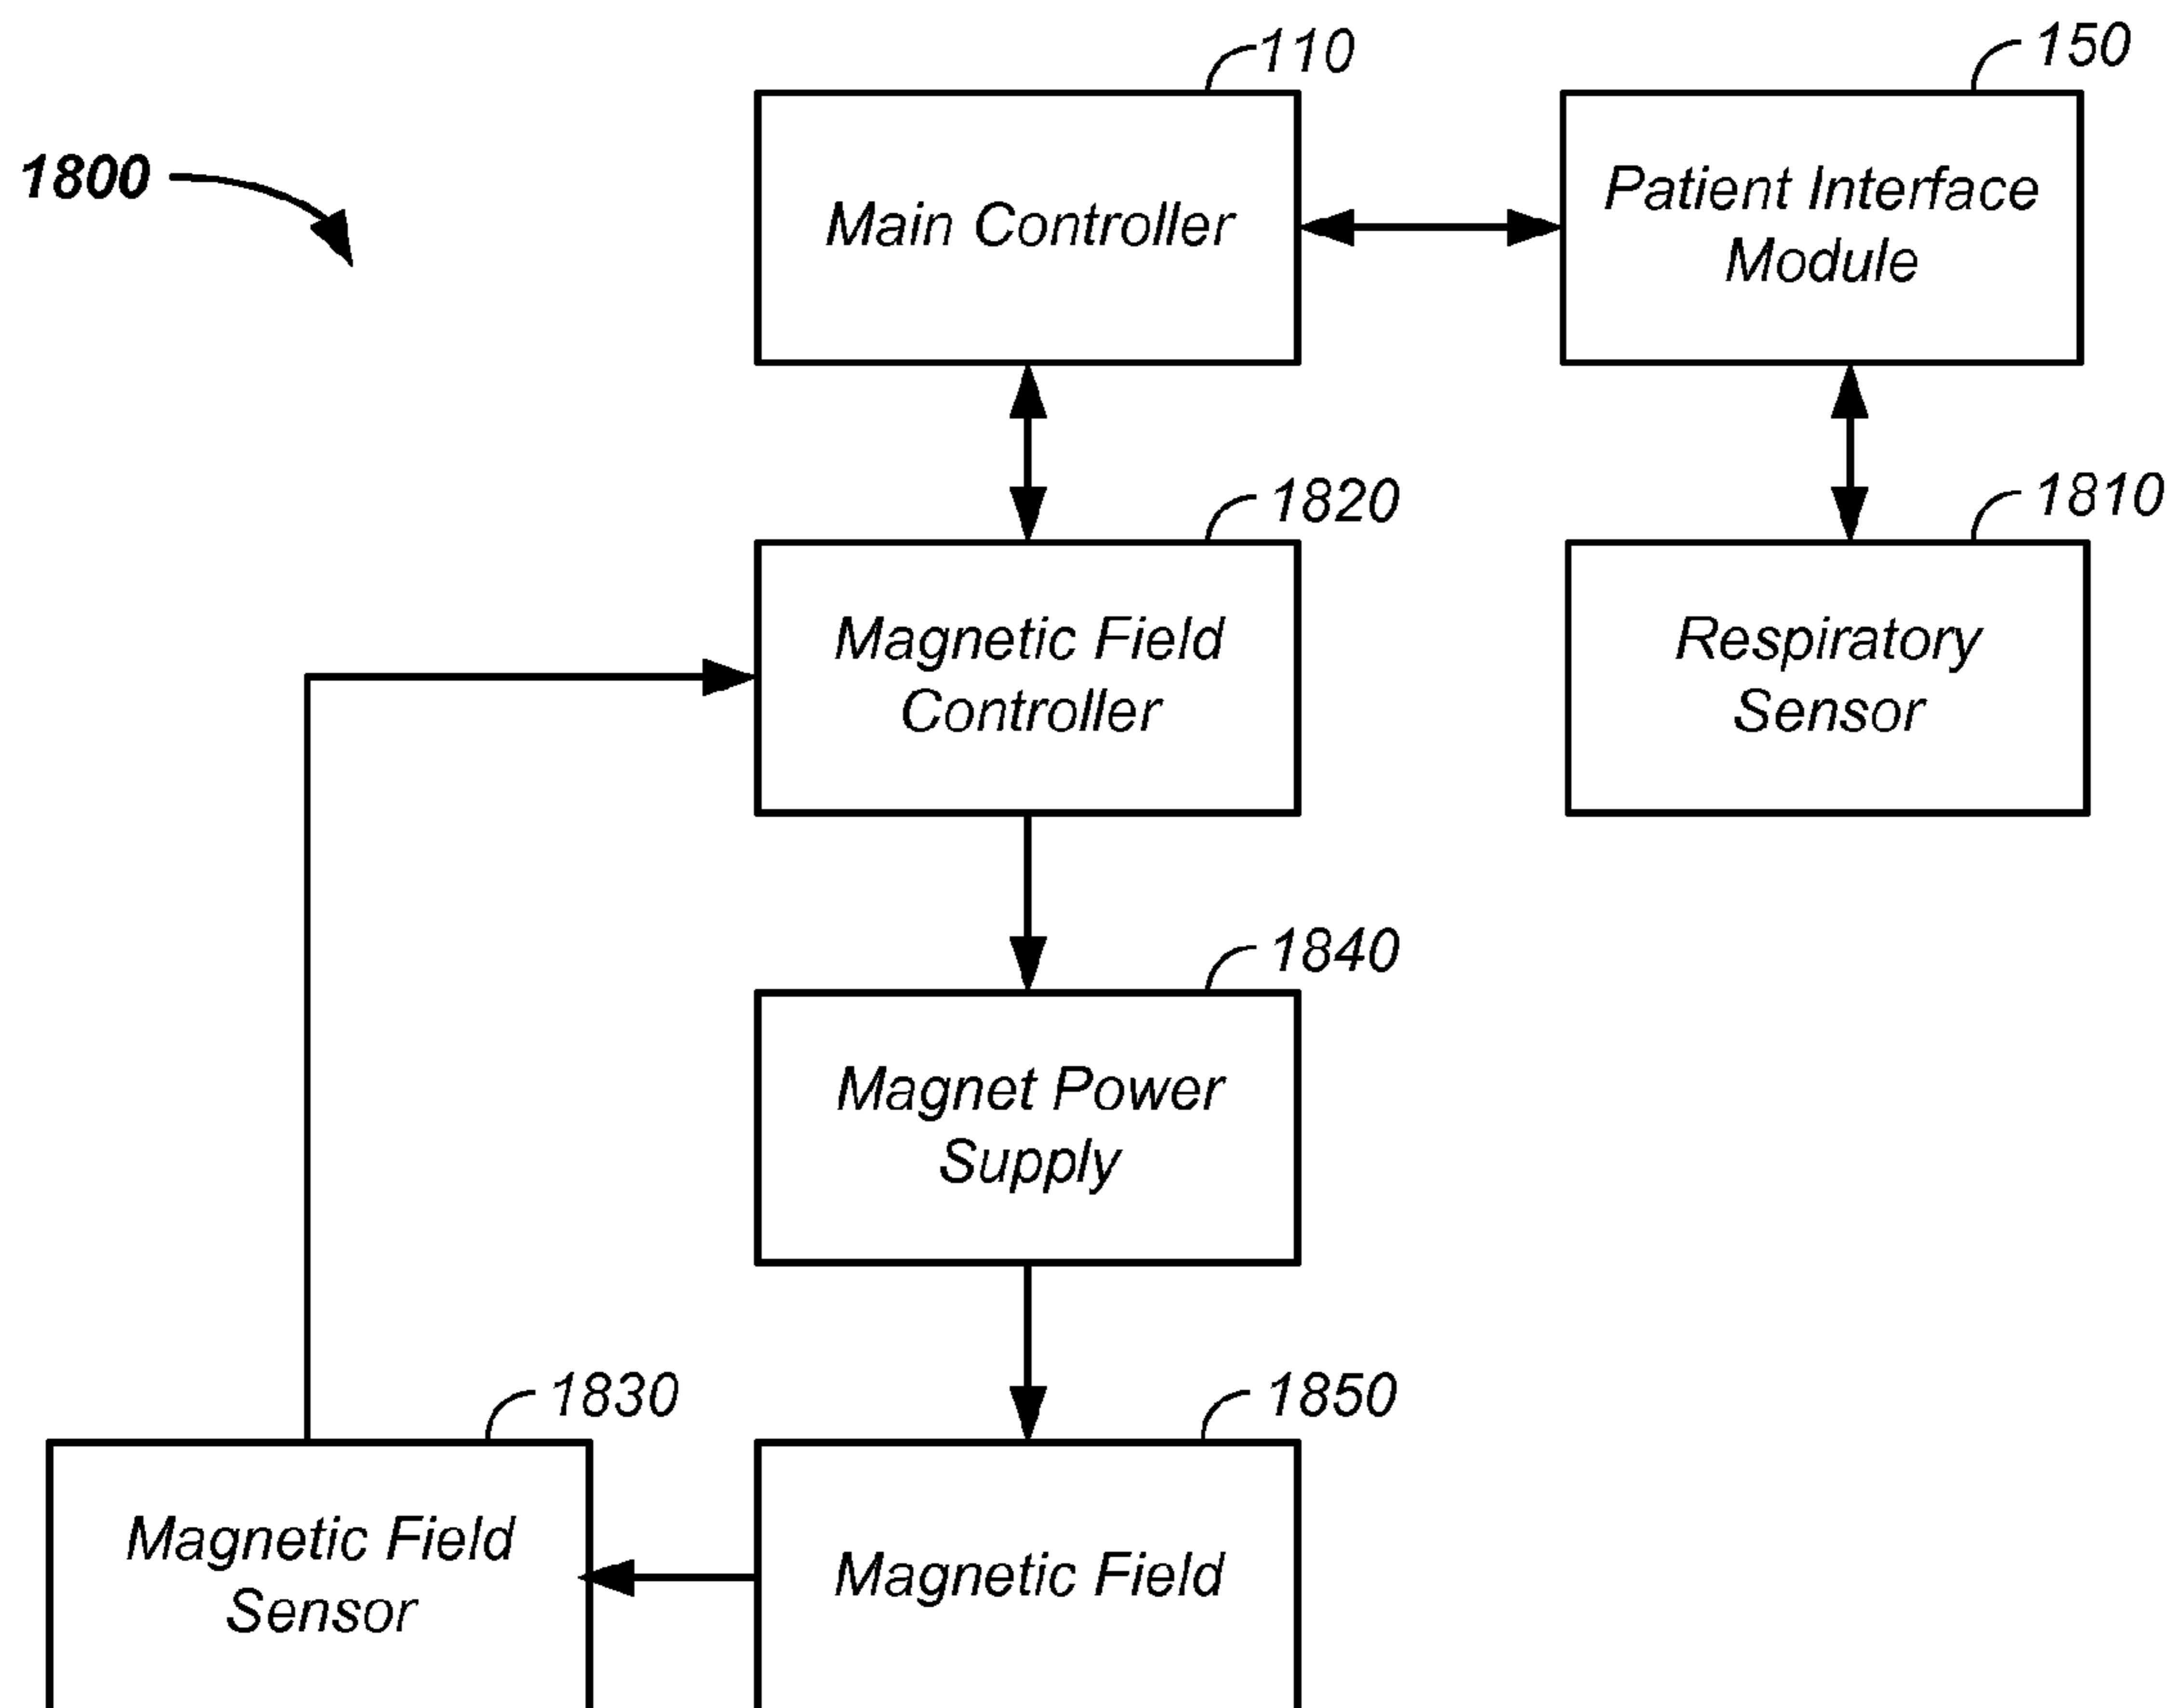 110
150
1800
Main Controller
Patient Interface
Module
1820
1810
Magnetic Field
Controller
Respiratory
Sensor
1840
Magnet Power
Supply
1830
1850
Magnetic Field
Sensor
Magnetic Field